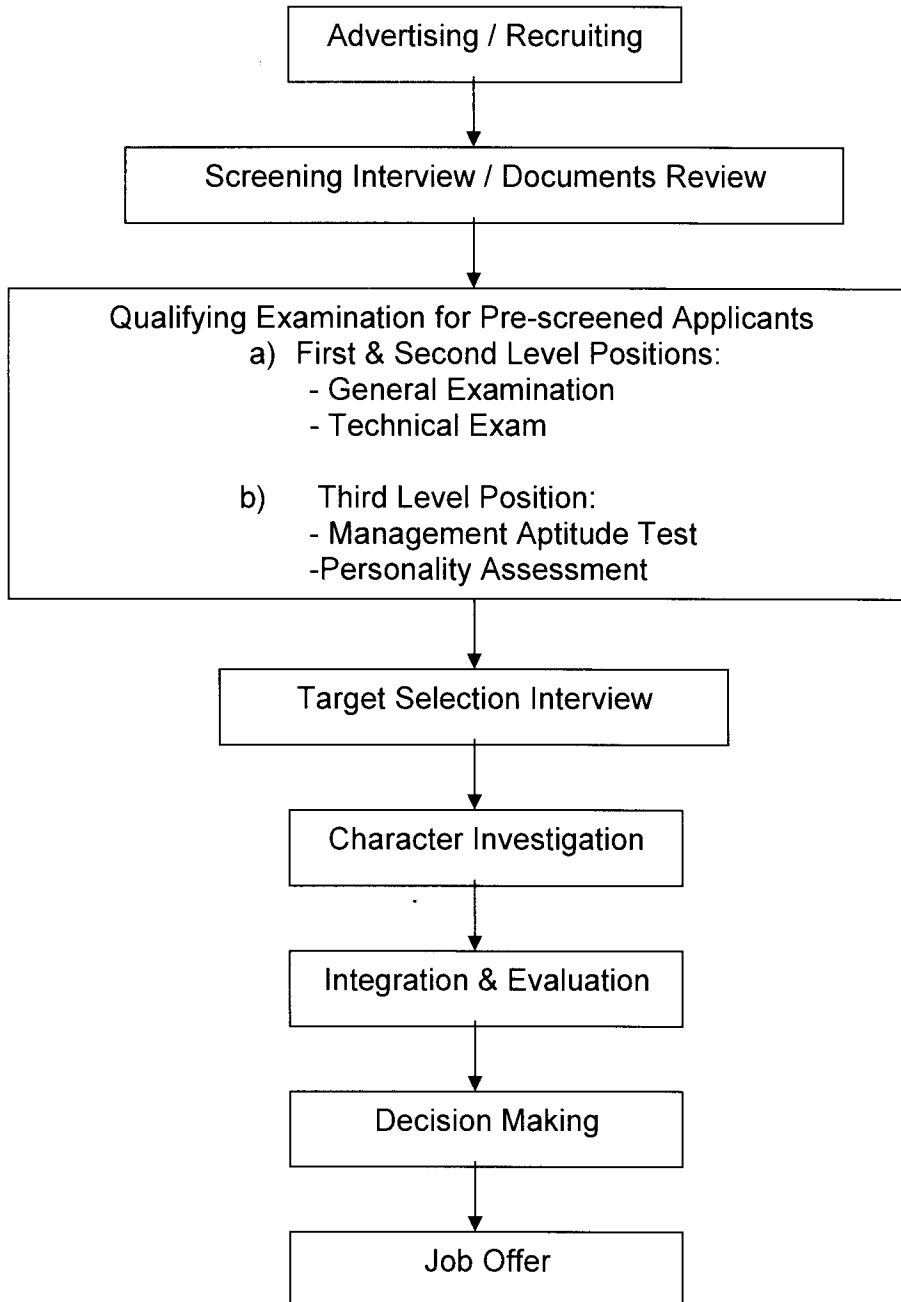 Advertising / Recruiting
Screening Interview / Documents Review
Qualifying Examination for Pre-screened Applicants
a) First & Second Level Positions:
- General Examination
- Technical Exam
b) Third Level Position:
- Management Aptitude Test
-Personality Assessment
Target Selection Interview
Character Investigation
Integration & Evaluation
Decision Making
Job Offer